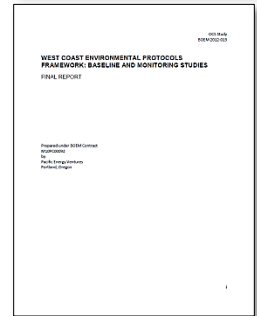 OCS Study
BOEM 2012-013
WEST COAST ENVIRONMENTAL PROTOCOLS
FRAMEWORK: BASELINE AND MONITORING STUDIES
FINAL REPORT
Prepared under BOEM Contract
by
Pacific Energy Ventures
Portland, Oregon